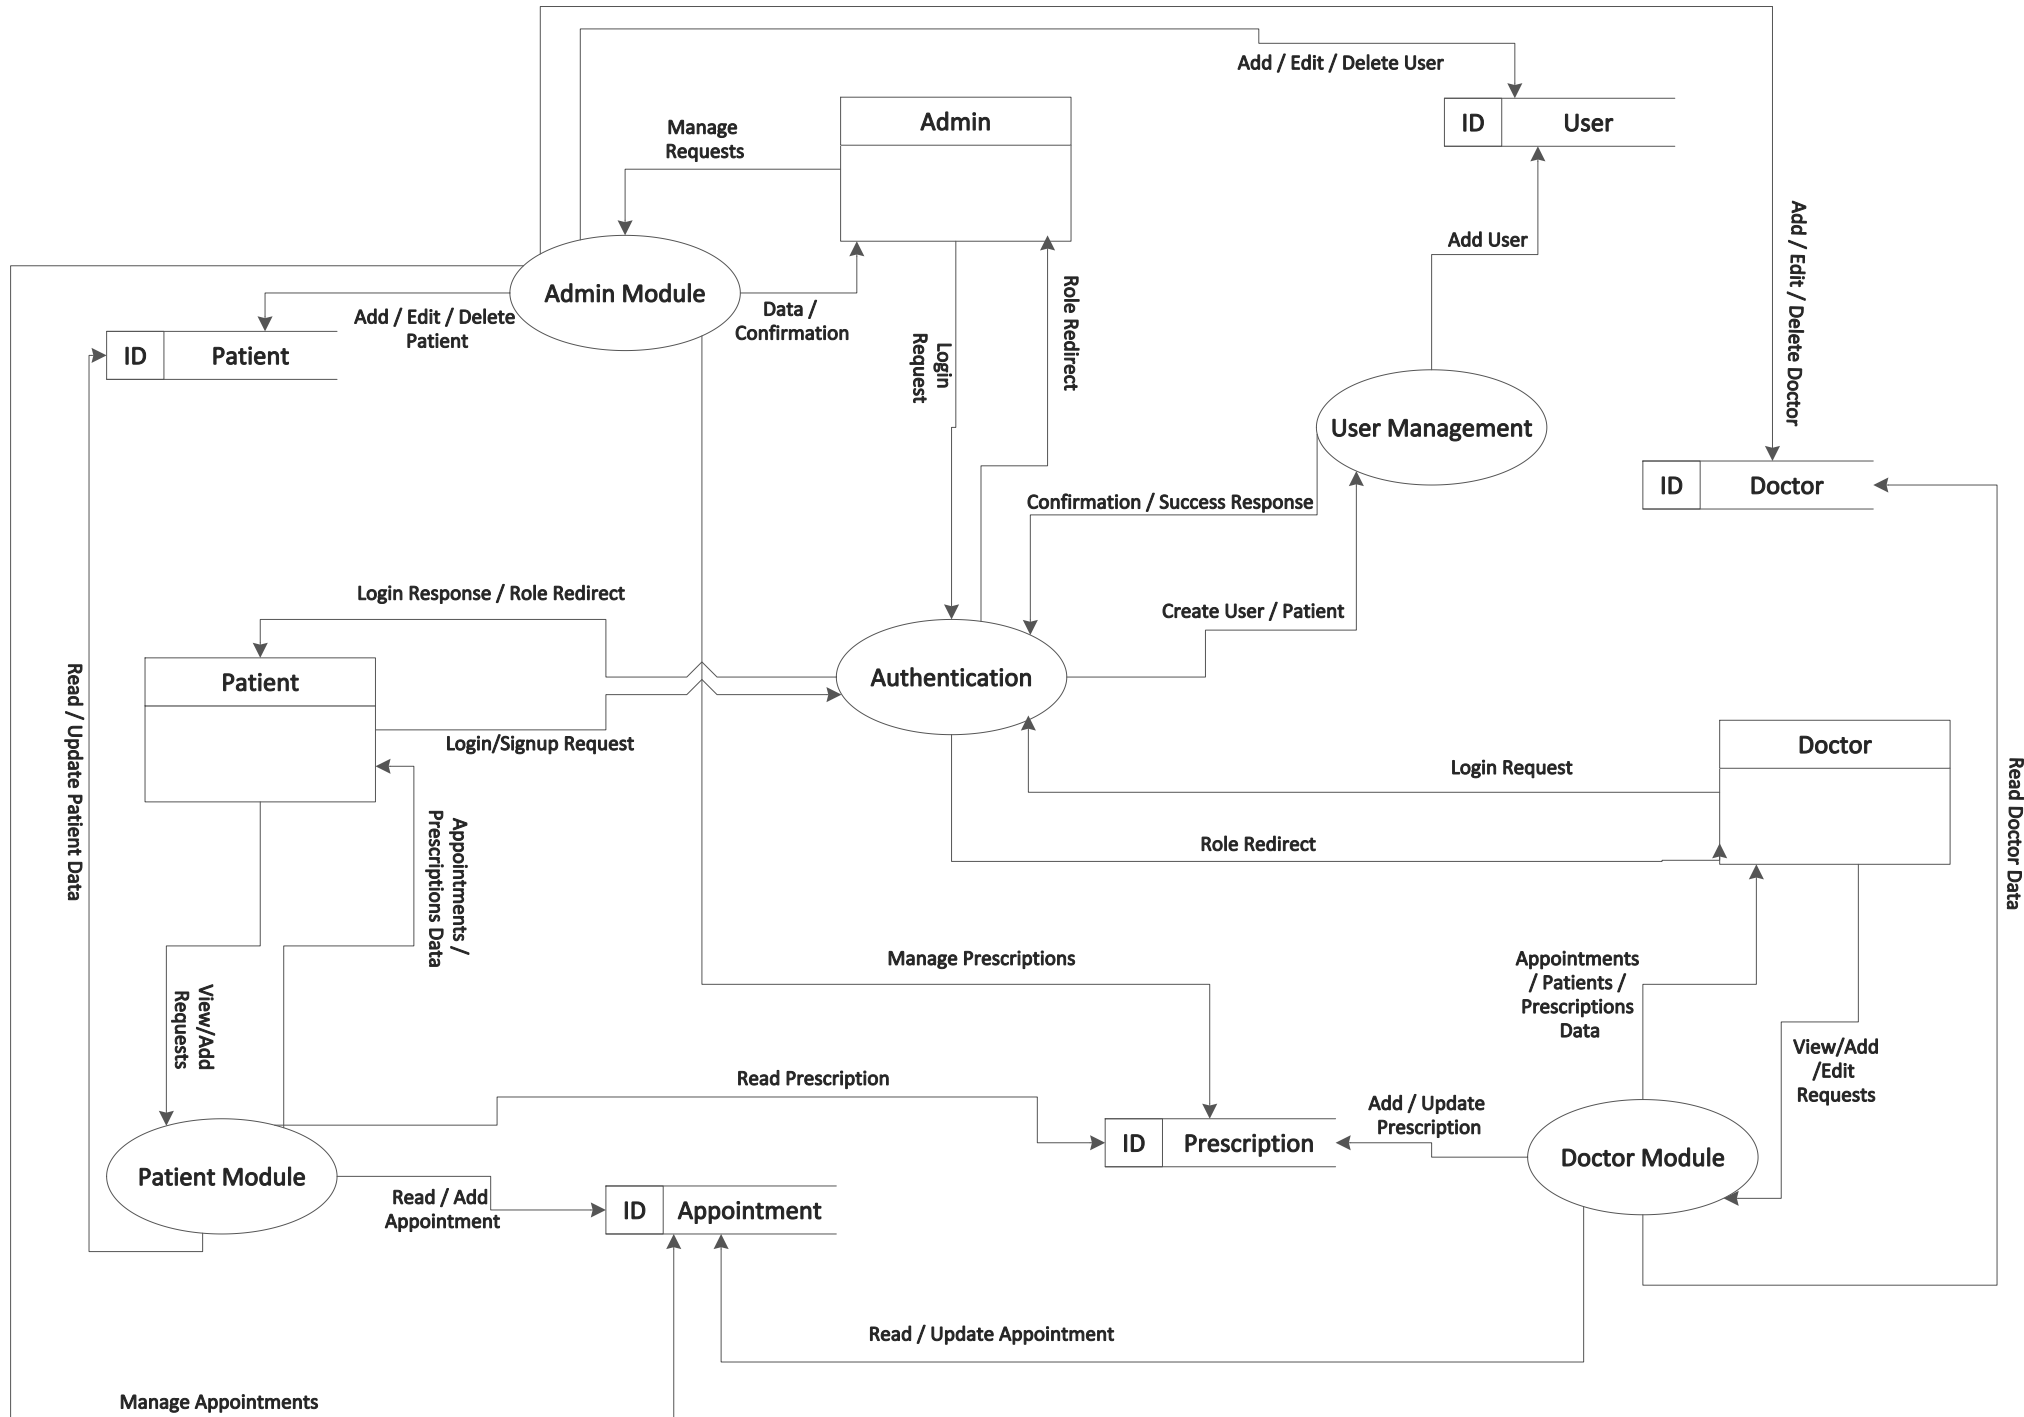 Add / Edit / Delete User
Admin
ID
User
Manage
Requests
Add / Edit / Delete Doctor
Add User
Admin Module
Data /
Confirmation
Role Redirect
Add / Edit / Delete
Patient
ID
Patient
Login
Request
User Management
ID
Doctor
Confirmation / Success Response
Login Response / Role Redirect
Create User / Patient
Read / Update Patient Data
Patient
Authentication
Login/Signup Request
Doctor
Login Request
Read Doctor Data
Appointments /
Prescriptions Data
Role Redirect
Manage Prescriptions
Appointments
/ Patients /
Prescriptions
Data
View/Add
Requests
View/Add
/Edit
Requests
Read Prescription
Add / Update
Prescription
ID
Prescription
Doctor Module
Patient Module
Read / Add
Appointment
ID
Appointment
Read / Update Appointment
Manage Appointments